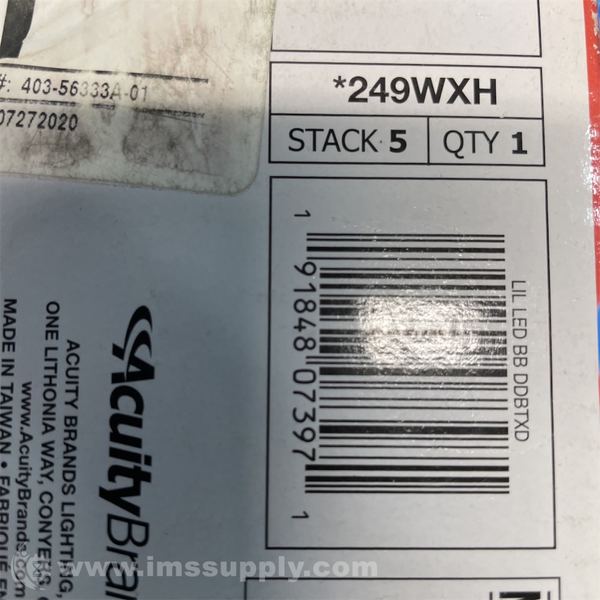 #: 403-56333A-01
07272020
*249WXH
STACK 5 QTY 1
1 91848 07397 1
LIL LED BB DDBTXD
AcuityBran
ACUITY BRANDS LIGHTING,
ONE LITHONIA WAY, CONYERS,
www.AcuityBrands.com
MADE IN TAIWAN • FABRIQUÉ EN
www.imssupply.com